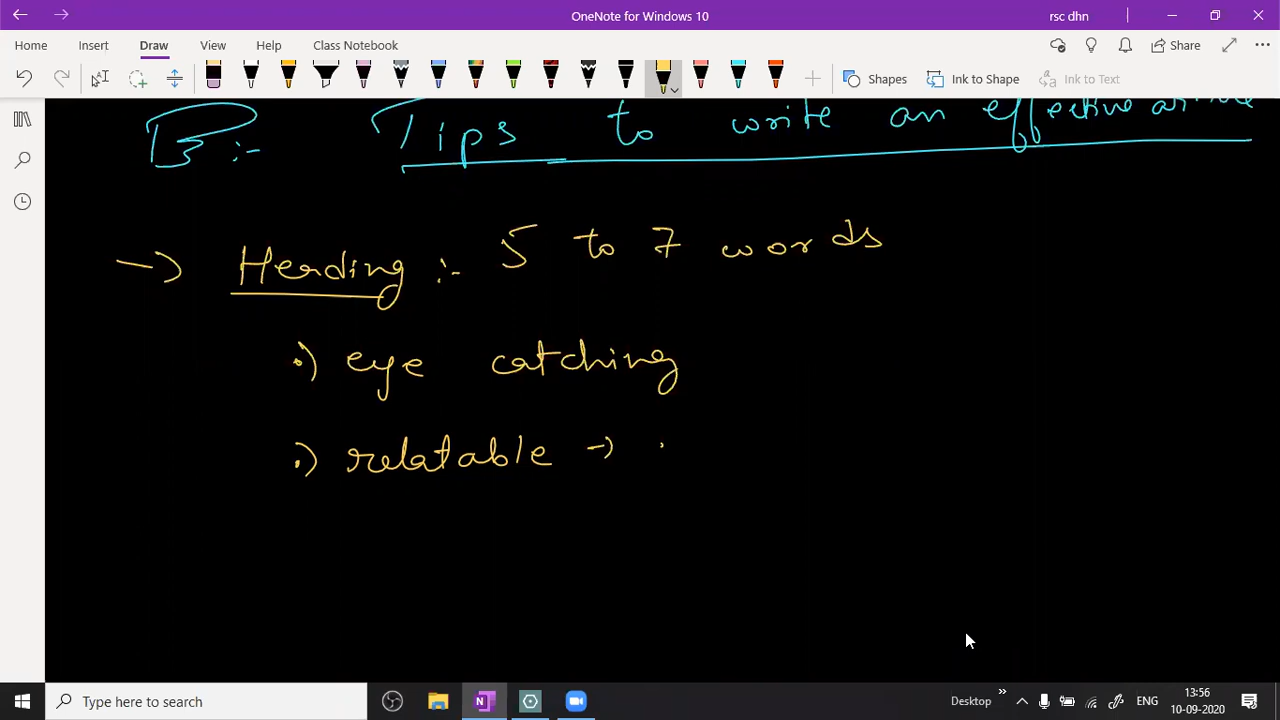 OneNote for Windows 10
rsc dhn
Home Insert Draw View Help Class Notebook
Share
Shapes
Ink to Shape
Ink to Text
B:- Tips to write an effective
→ Heading :- 5 to 7 words
•) eye catching
•) relatable →
Type here to search
Desktop
ENG
13:56
10-09-2020